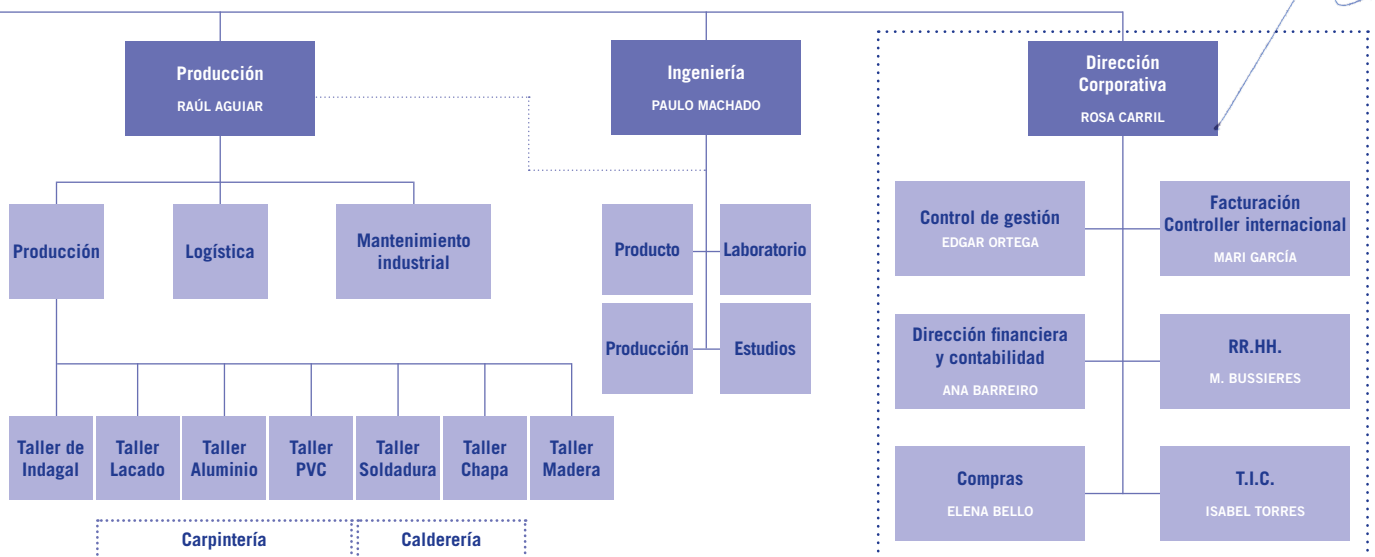 Producción
RAÚL AGUIAR
Ingeniería
PAULO MACHADO
Dirección
Corporativa
ROSA CARRIL
Producción
Logística
Mantenimiento
industrial
Producto
Laboratorio
Producción
Estudios
Control de gestión
EDGAR ORTEGA
Facturación
Controller internacional
MARI GARCÍA
Dirección financiera
y contabilidad
ANA BARREIRO
RR.HH.
M. BUSSIERES
Compras
ELENA BELLO
T.I.C.
ISABEL TORRES
Taller de
Indagal
Taller
Lacado
Taller
Aluminio
Taller
PVC
Taller
Soldadura
Taller
Chapa
Taller
Madera
Carpintería
Calderería